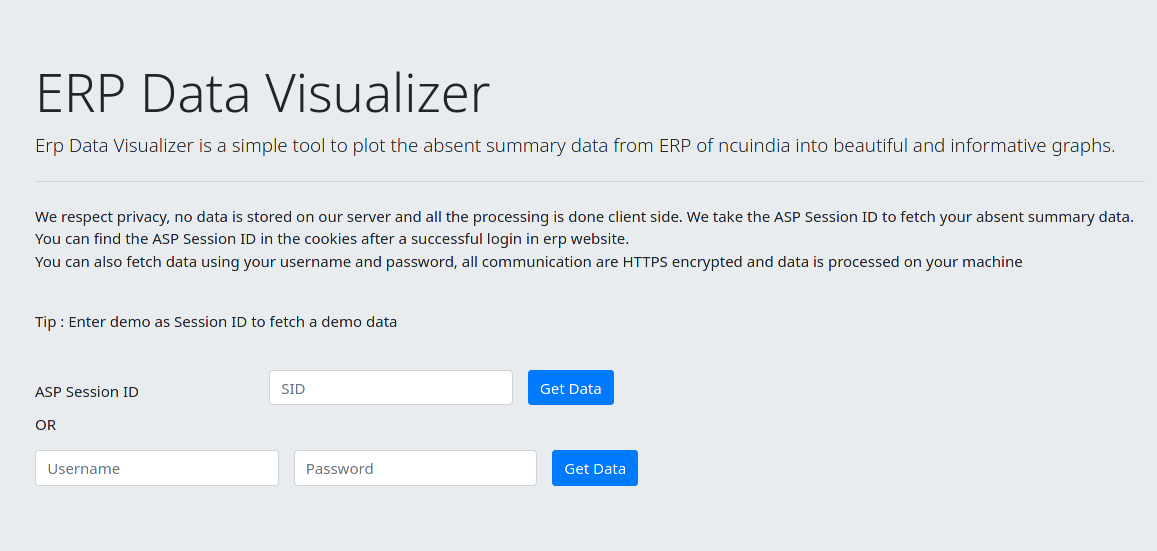 ERP Data Visualizer
Erp Data Visualizer is a simple tool to plot the absent summary data from ERP of ncuindia into beautiful and informative graphs.
We respect privacy, no data is stored on our server and all the processing is done client side. We take the ASP Session ID to fetch your absent summary data.
You can find the ASP Session ID in the cookies after a successful login in erp website.
You can also fetch data using your username and password, all communication are HTTPS encrypted and data is processed on your machine
Tip : Enter demo as Session ID to fetch a demo data
ASP Session ID SID Get Data
OR
Username Password Get Data